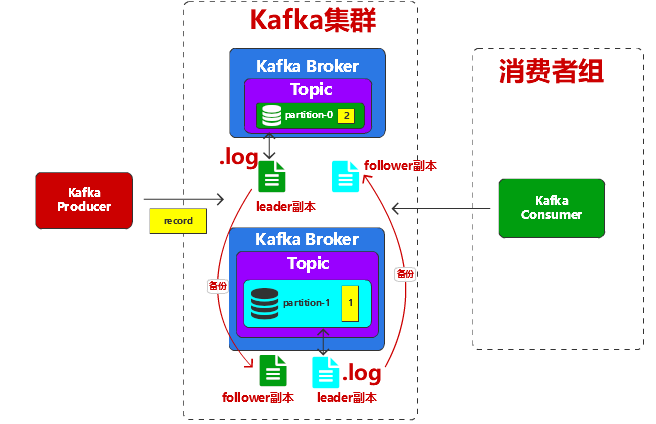 Kafka集群
Kafka Broker
Topic
partition-0
2
.log
leader副本
follower副本
消费者组
Kafka
Producer
record
Kafka
Consumer
Kafka Broker
Topic
partition-1
1
备份
备份
follower副本
leader副本
.log